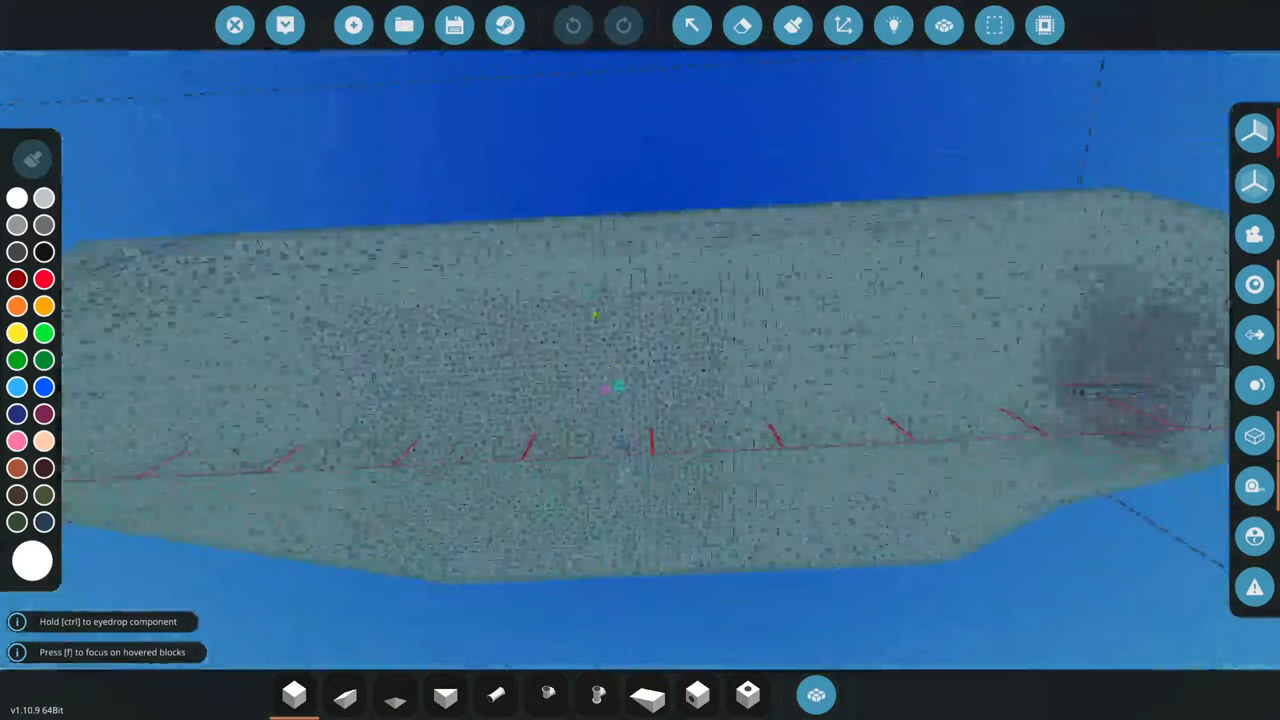 Hold [ctrl] to eyedrop component
Press [f] to focus on hovered blocks
v1.10.9 64Bit